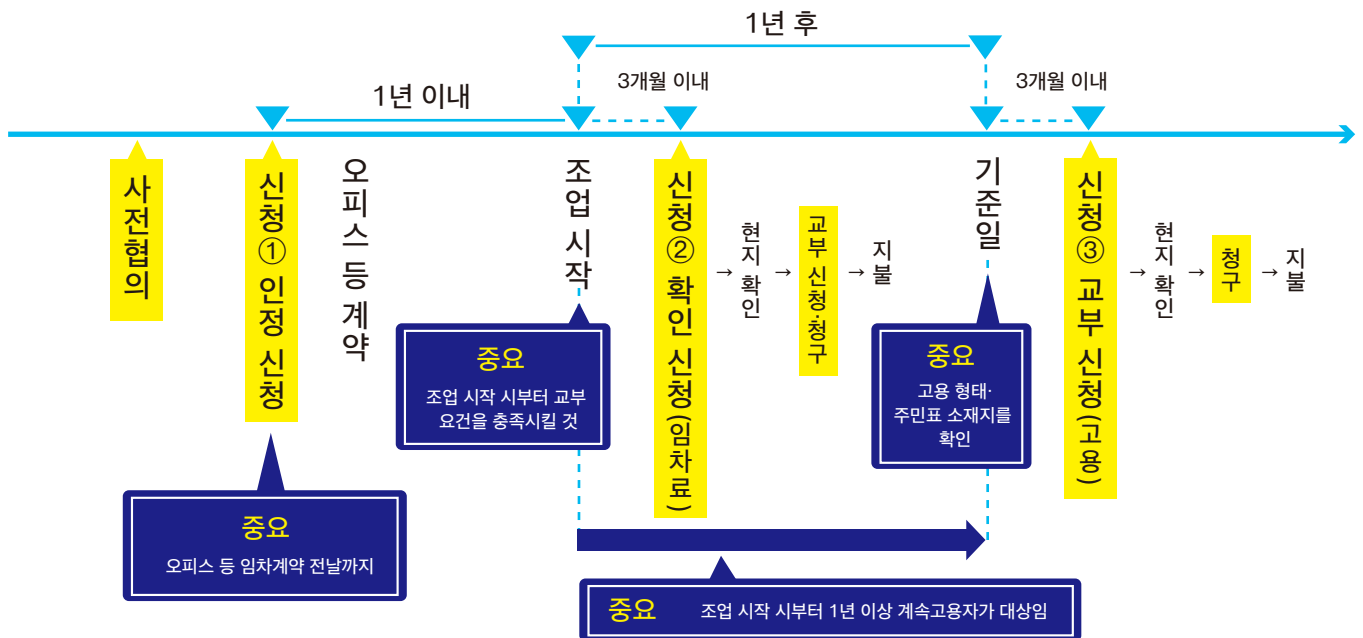 1년 후
1년 이내
3개월 이내
3개월 이내
사전협의
신청① 인정 신청
오피스 등 계약
조업 시작
신청② 확인 신청(임차료)
→ 현지 확인 → 교부 신청·청구 → 지불
기준일
신청③ 교부 신청(고용)
→ 현지 확인 → 청구 → 지불
중요
조업 시작 시부터 교부
요건을 충족시킬 것
중요
고용 형태·
주민표 소재지를
확인
중요
오피스 등 임차계약 전날까지
중요 조업 시작 시부터 1년 이상 계속고용자가 대상임